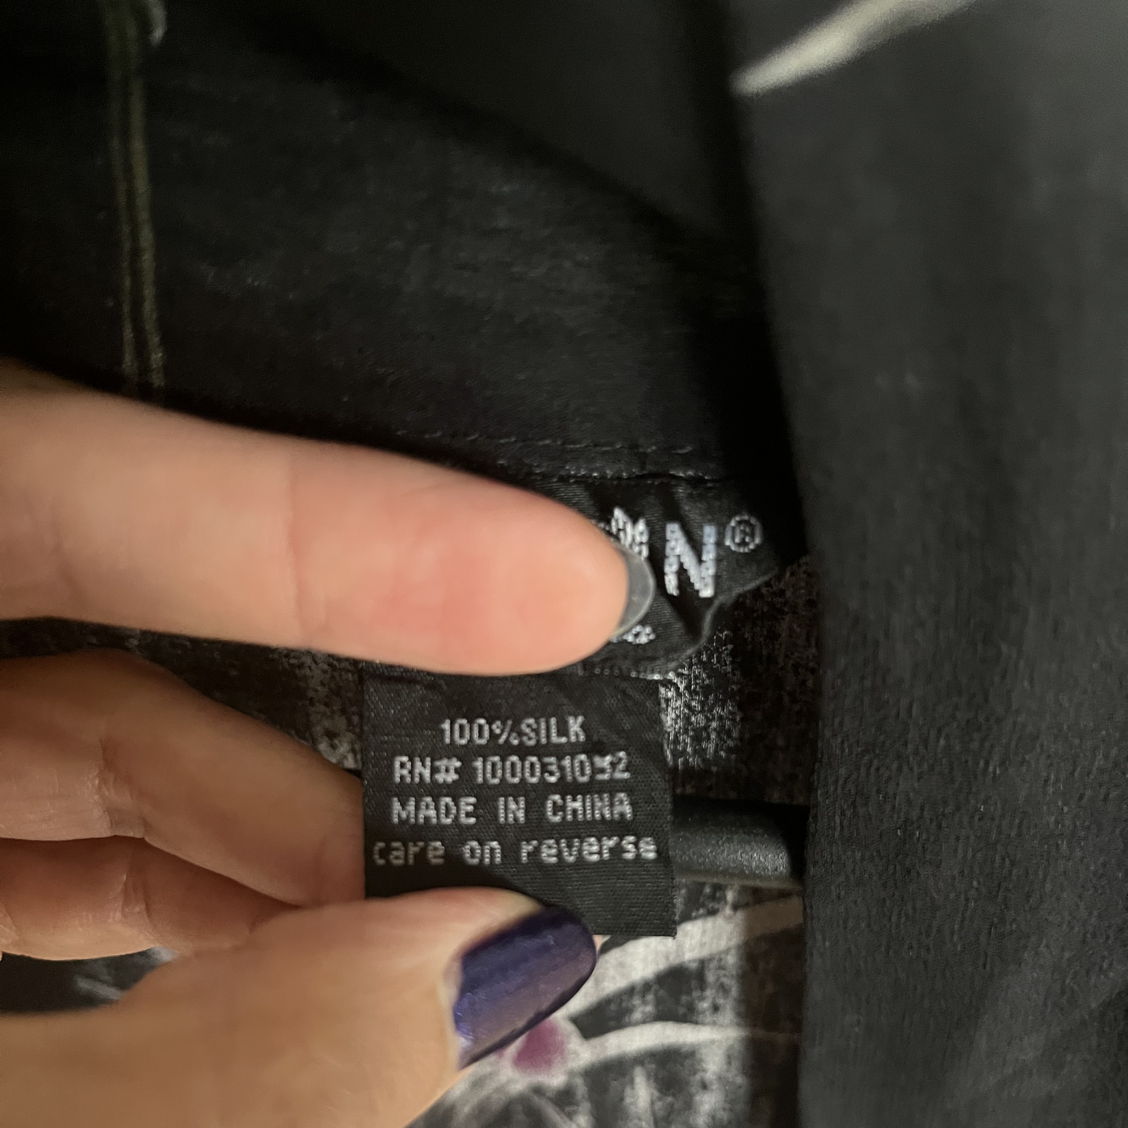 N®
100%SILK
MADE IN CHINA
care on reverse
RN#